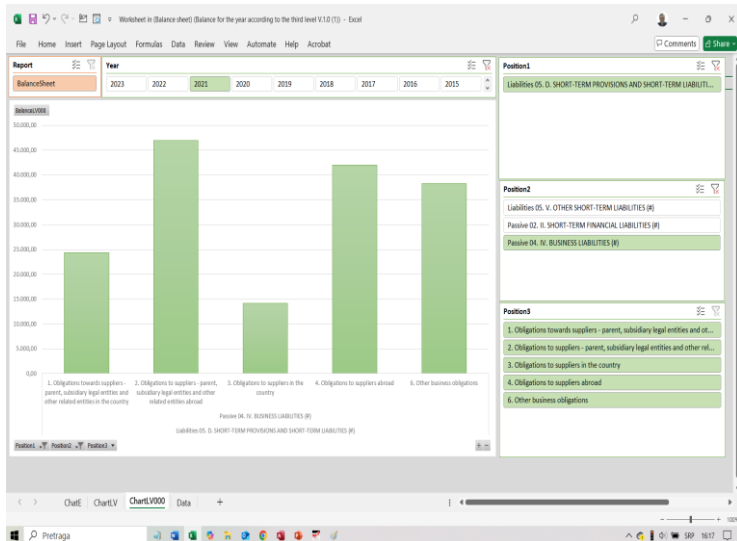 Worksheet in (Balance sheet) (Balance for the year according to the third level V.1.0 (1)) - Excel
File Home Insert Page Layout Formulas Data Review View Automate Help Acrobat
Comments Share
Report
BalanceSheet
Year
2023 2022 2021 2020 2019 2018 2017 2016 2015
Position1
Liabilities 05. D. SHORT-TERM PROVISIONS AND SHORT-TERM LIABILITI...
Position2
Liabilities 05. V. OTHER SHORT-TERM LIABILITIES (#)
Passive 02. II. SHORT-TERM FINANCIAL LIABILITIES (#)
Passive 04. IV. BUSINESS LIABILITIES (#)
Position3
1. Obligations towards suppliers - parent, subsidiary legal entities and ot...
2. Obligations to suppliers - parent, subsidiary legal entities and other rel...
3. Obligations to suppliers in the country
4. Obligations to suppliers abroad
6. Other business obligations
BalanceLV000
50.000,00
45.000,00
40.000,00
35.000,00
30.000,00
25.000,00
20.000,00
15.000,00
10.000,00
5.000,00
0,00
1. Obligations towards suppliers -
parent, subsidiary legal entities and
other related entities in the country
2. Obligations to suppliers - parent,
subsidiary legal entities and other
related entities abroad
3. Obligations to suppliers in the
country
4. Obligations to suppliers abroad
6. Other business obligations
Passive 04. IV. BUSINESS LIABILITIES (#)
Liabilities 05. D. SHORT-TERM PROVISIONS AND SHORT-TERM LIABILITIES (#)
Position1 Position2 Position3
ChatE ChartLV ChartLV000 Data
100%
Pretraga
SRP 16:17